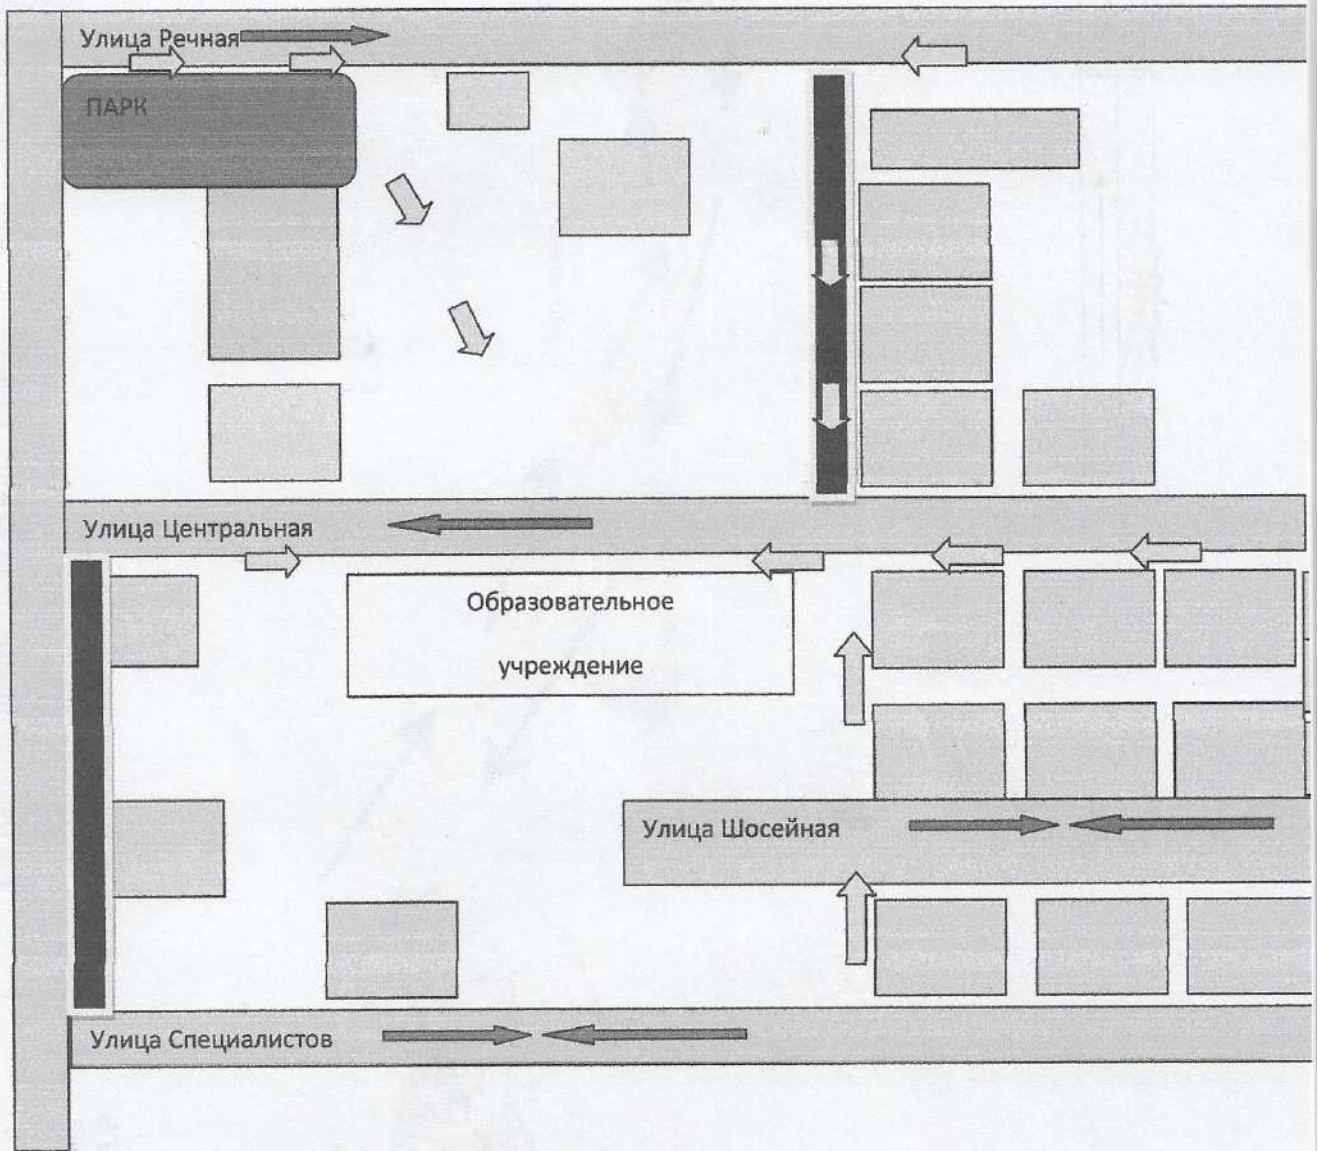 Улица Речная
ПАРК
Улица Центральная
Образовательное
учреждение
Улица Шосейная
Улица Специалистов